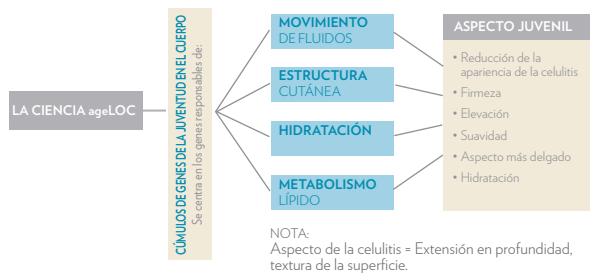 LA CIENCIA ageLOC
CÚMULOS DE GENES DE LA JUVENTUD EN EL CUERPO
Se centra en los genes responsables de:
MOVIMIENTO
DE FLUIDOS
ESTRUCTURA
CUTÁNEA
HIDRATACIÓN
METABOLISMO
LÍPIDO
ASPECTO JUVENIL
• Reducción de la
apariencia de la celulitis
• Firmeza
• Elevación
• Suavidad
• Aspecto más delgado
• Hidratación
NOTA:
Aspecto de la celulitis = Extensión en profundidad,
textura de la superficie.